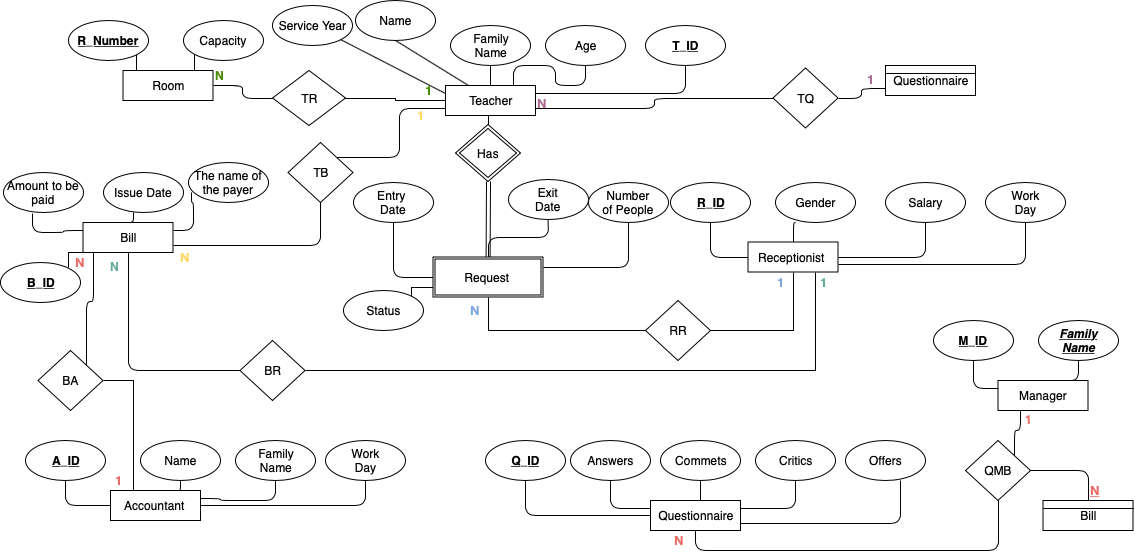 Service Year
Name
R_Number
Capacity
Family
Name
Age
T_ID
N
Room
TR
1
Teacher
N
TQ
1
Questionnaire
1
Has
TB
Amount to be
paid
Issue Date
The name of
the payer
Entry
Date
Exit
Date
Number
of People
R_ID
Gender
Salary
Work
Day
Bill
N
N
N
B_ID
Request
Receptionist
Status
N
1
1
RR
BA
BR
M_ID
Family
Name
Manager
1
A_ID
Name
Family
Name
Work
Day
Q_ID
Answers
Commets
Critics
Offers
QMB
1
Accountant
N
Questionnaire
Bill
N